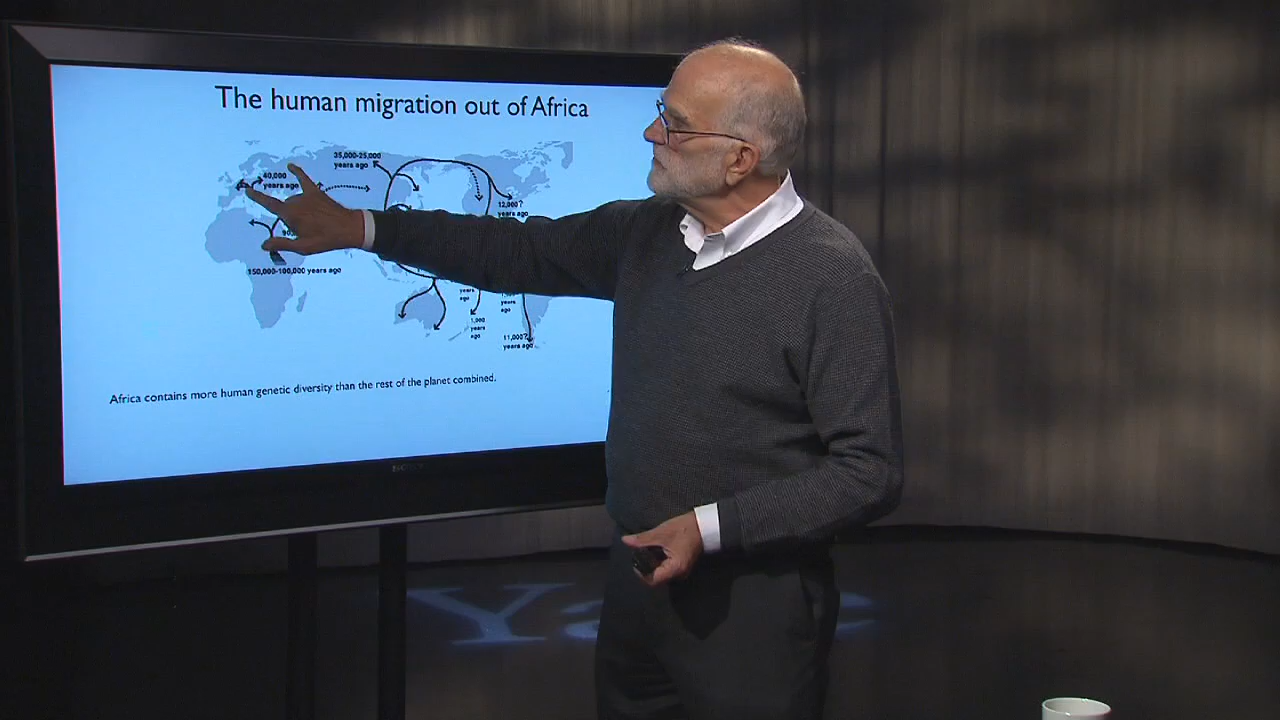 The human migration out of Africa
35,000-25,000
years ago
40,000
years ago
12,000?
years ago
150,000-100,000 years ago
years
ago
years
ago
1,000
years
ago
11,000?
years ago
Africa contains more human genetic diversity than the rest of the planet combined.
SONY